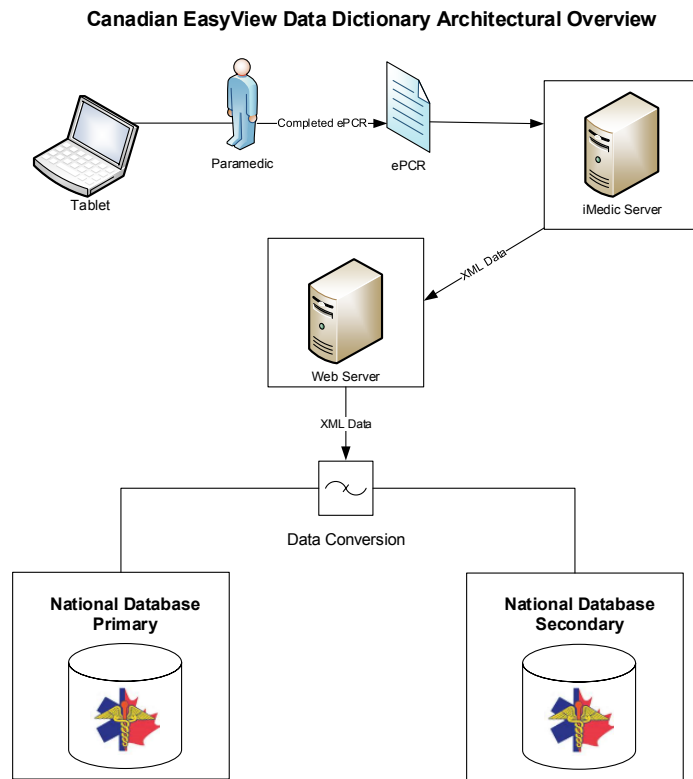 Canadian EasyView Data Dictionary Architectural Overview
Completed ePCR
Paramedic
ePCR
Tablet
iMedic Server
XML Data
Web Server
XML Data
Data Conversion
National Database
Primary
National Database
Secondary